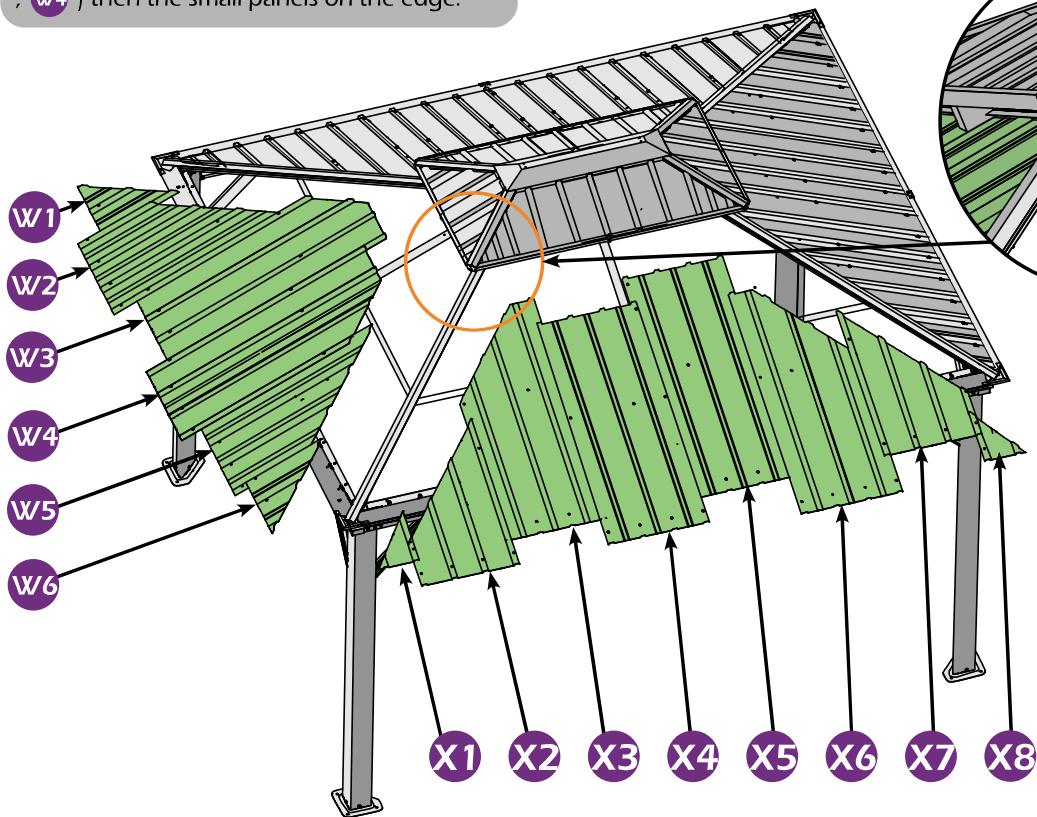 , W4 ) then the small panels on the edge.
W1
W2
W3
W4
W5
W6
X1 X2 X3 X4 X5 X6 X7 X8